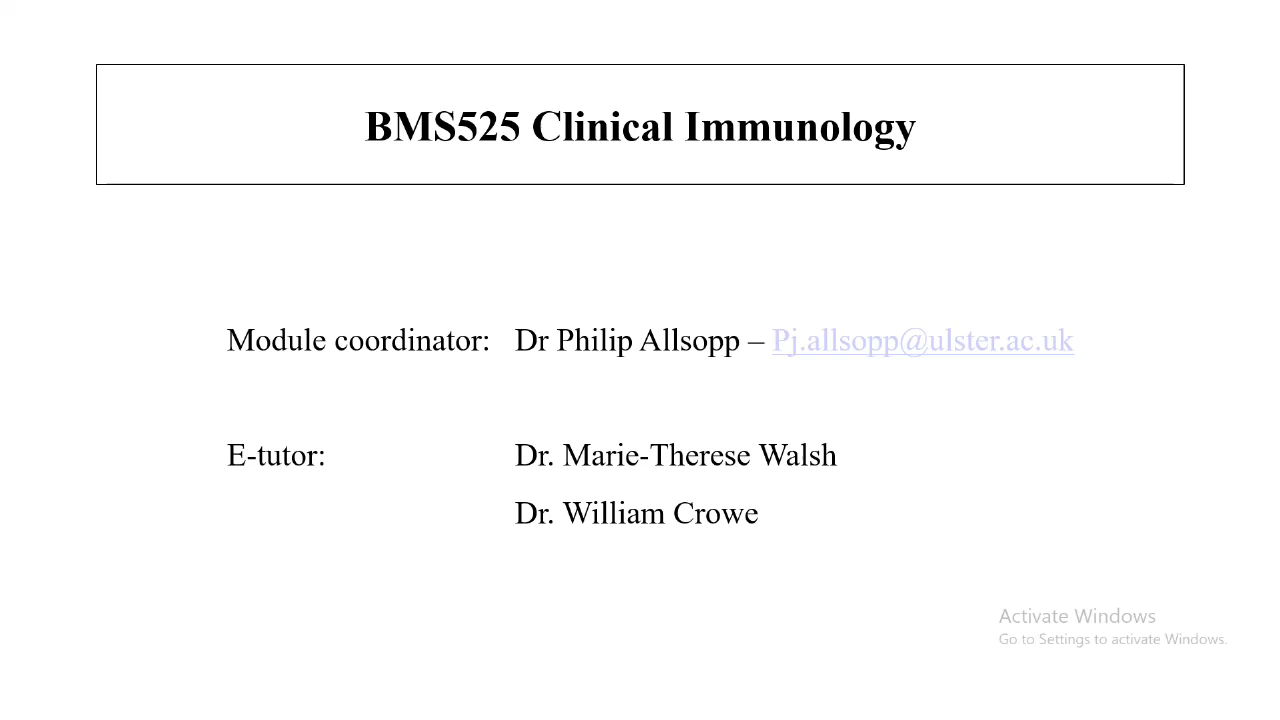 BMS525 Clinical Immunology
Module coordinator: Dr Philip Allsopp – Pj.allsopp@ulster.ac.uk
E-tutor: Dr. Marie-Therese Walsh
Dr. William Crowe
Activate Windows
Go to Settings to activate Windows.